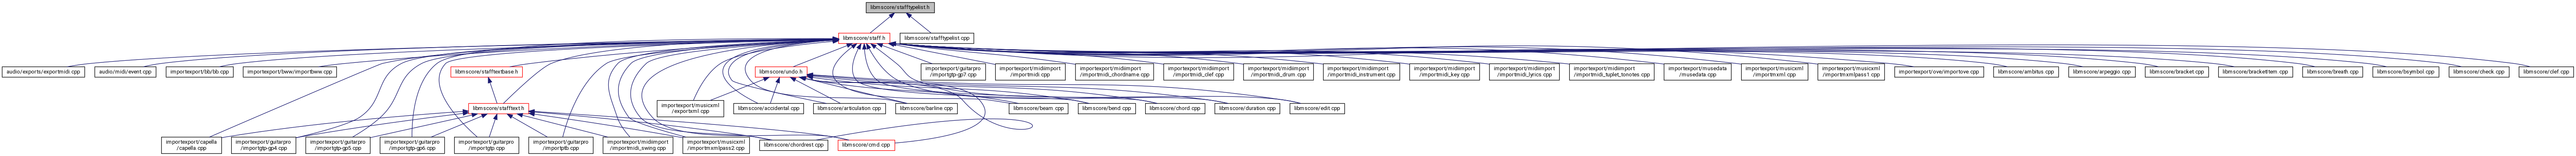 libmscore/stafftypelist.h
libmscore/staff.h
libmscore/stafftypelist.cpp
audio/exports/exportmidi.cpp
audio/midi/event.cpp
importexport/bb/bb.cpp
importexport/bww/importbww.cpp
libmscore/stafftextbase.h
libmscore/undo.h
importexport/guitarpro
/importgtp-gp7.cpp
importexport/midiimport
/importmidi.cpp
importexport/midiimport
/importmidi_chordname.cpp
importexport/midiimport
/importmidi_clef.cpp
importexport/midiimport
/importmidi_drum.cpp
importexport/midiimport
/importmidi_instrument.cpp
importexport/midiimport
/importmidi_key.cpp
importexport/midiimport
/importmidi_lyrics.cpp
importexport/midiimport
/importmidi_tuplet_tonotes.cpp
importexport/musedata
/musedata.cpp
importexport/musicxml
/importmxml.cpp
importexport/musicxml
/importmxmlpass1.cpp
importexport/ove/importove.cpp
libmscore/ambitus.cpp
libmscore/arpeggio.cpp
libmscore/bracket.cpp
libmscore/bracketItem.cpp
libmscore/breath.cpp
libmscore/bsymbol.cpp
libmscore/check.cpp
libmscore/clef.cpp
libmscore/stafftext.h
importexport/musicxml
/exportxml.cpp
libmscore/accidental.cpp
libmscore/articulation.cpp
libmscore/barline.cpp
libmscore/beam.cpp
libmscore/bend.cpp
libmscore/chord.cpp
libmscore/duration.cpp
libmscore/edit.cpp
importexport/capella
/capella.cpp
importexport/guitarpro
/importgtp-gp4.cpp
importexport/guitarpro
/importgtp-gp5.cpp
importexport/guitarpro
/importgtp-gp6.cpp
importexport/guitarpro
/importgtp.cpp
importexport/guitarpro
/importptb.cpp
importexport/midiimport
/importmidi_swing.cpp
importexport/musicxml
/importmxmlpass2.cpp
libmscore/chordrest.cpp
libmscore/cmd.cpp